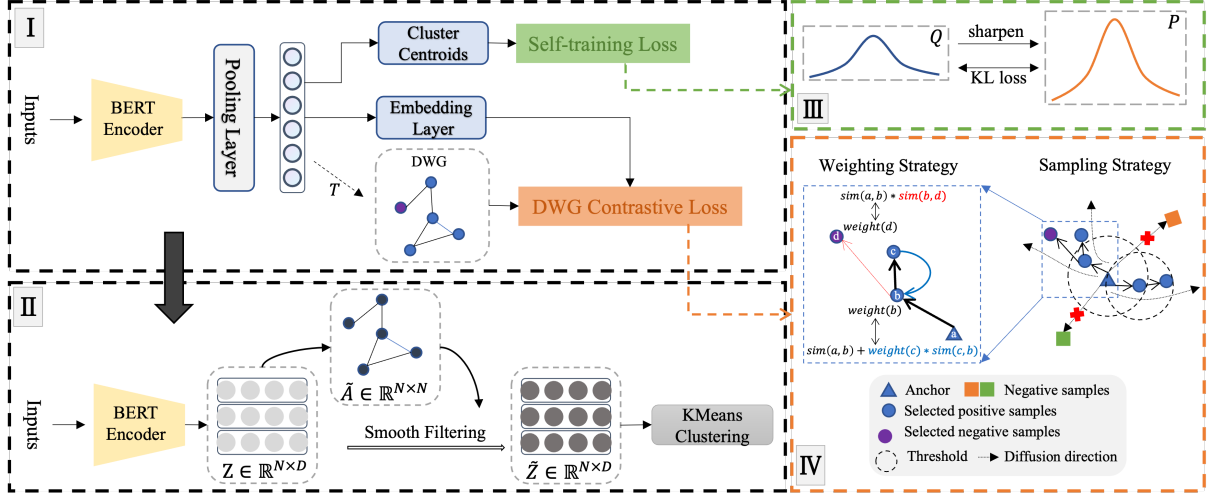 I
Inputs
BERT
Encoder
Pooling Layer
Cluster
Centroids
Self-training Loss
Embedding
Layer
T
DWG
DWG Contrastive Loss
II
Inputs
BERT
Encoder
Z ∈ ℝ^{N×D}
Ã ∈ ℝ^{N×N}
Smooth Filtering
Z̃ ∈ ℝ^{N×D}
KMeans
Clustering
III
Q
sharpen
KL loss
P
IV
Weighting Strategy
sim(a, b) * sim(b, d)
weight(d)
d
c
b
weight(b)
a
sim(a, b) + weight(c) * sim(c, b)
Sampling Strategy
Anchor
Negative samples
Selected positive samples
Selected negative samples
Threshold
Diffusion direction